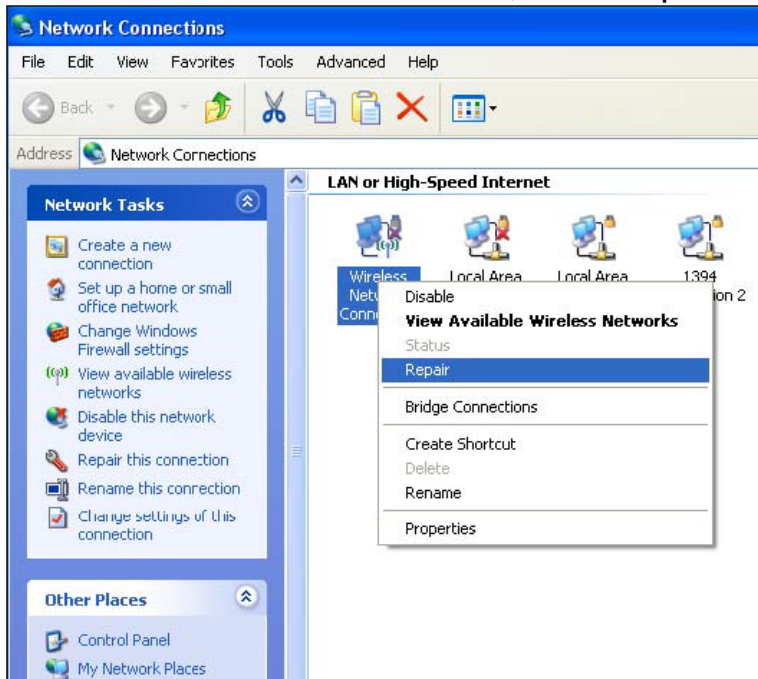 Network Connections
File Edit View Favorites Tools Advanced Help
Back
Address Network Connections
Network Tasks
Create a new
connection
Set up a home or small
office network
Change Windows
Firewall settings
View available wireless
networks
Disable this network
device
Repair this connection
Rename this connection
Change settings of this
connection
Other Places
Control Panel
My Network Places
LAN or High-Speed Internet
Wireless
Local Area
Local Area
1394
ion 2
Disable
View Available Wireless Networks
Status
Repair
Bridge Connections
Create Shortcut
Delete
Rename
Properties